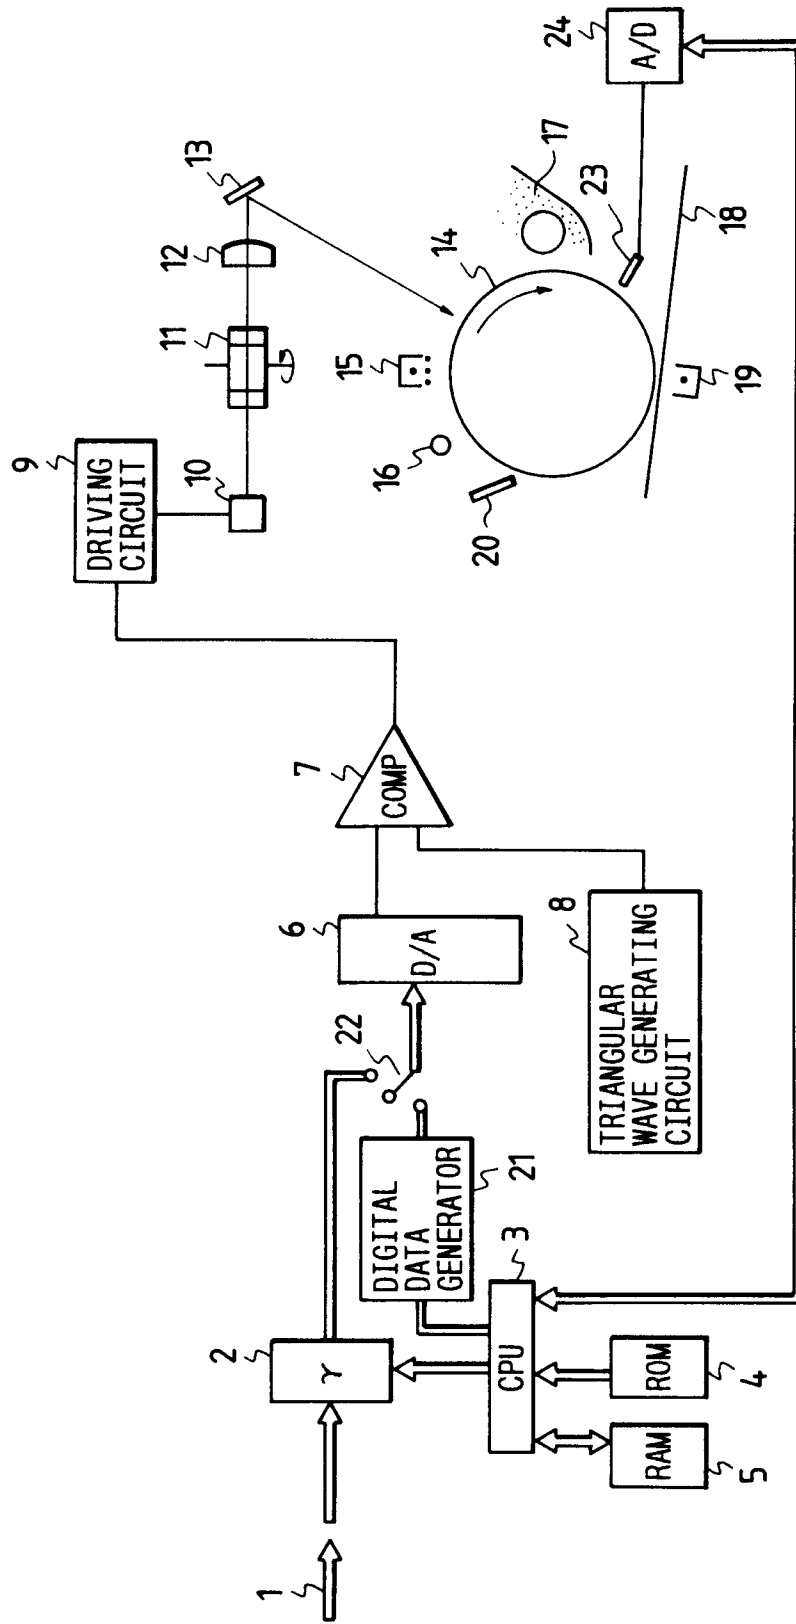 1
2
γ
3
CPU
4
ROM
5
RAM
21
DIGITAL
DATA
GENERATOR
22
6
D/A
7
COMP
8
TRIANGULAR
WAVE GENERATING
CIRCUIT
9
DRIVING
CIRCUIT
10
11
12
13
14
15
16
20
17
23
18
19
24
A/D